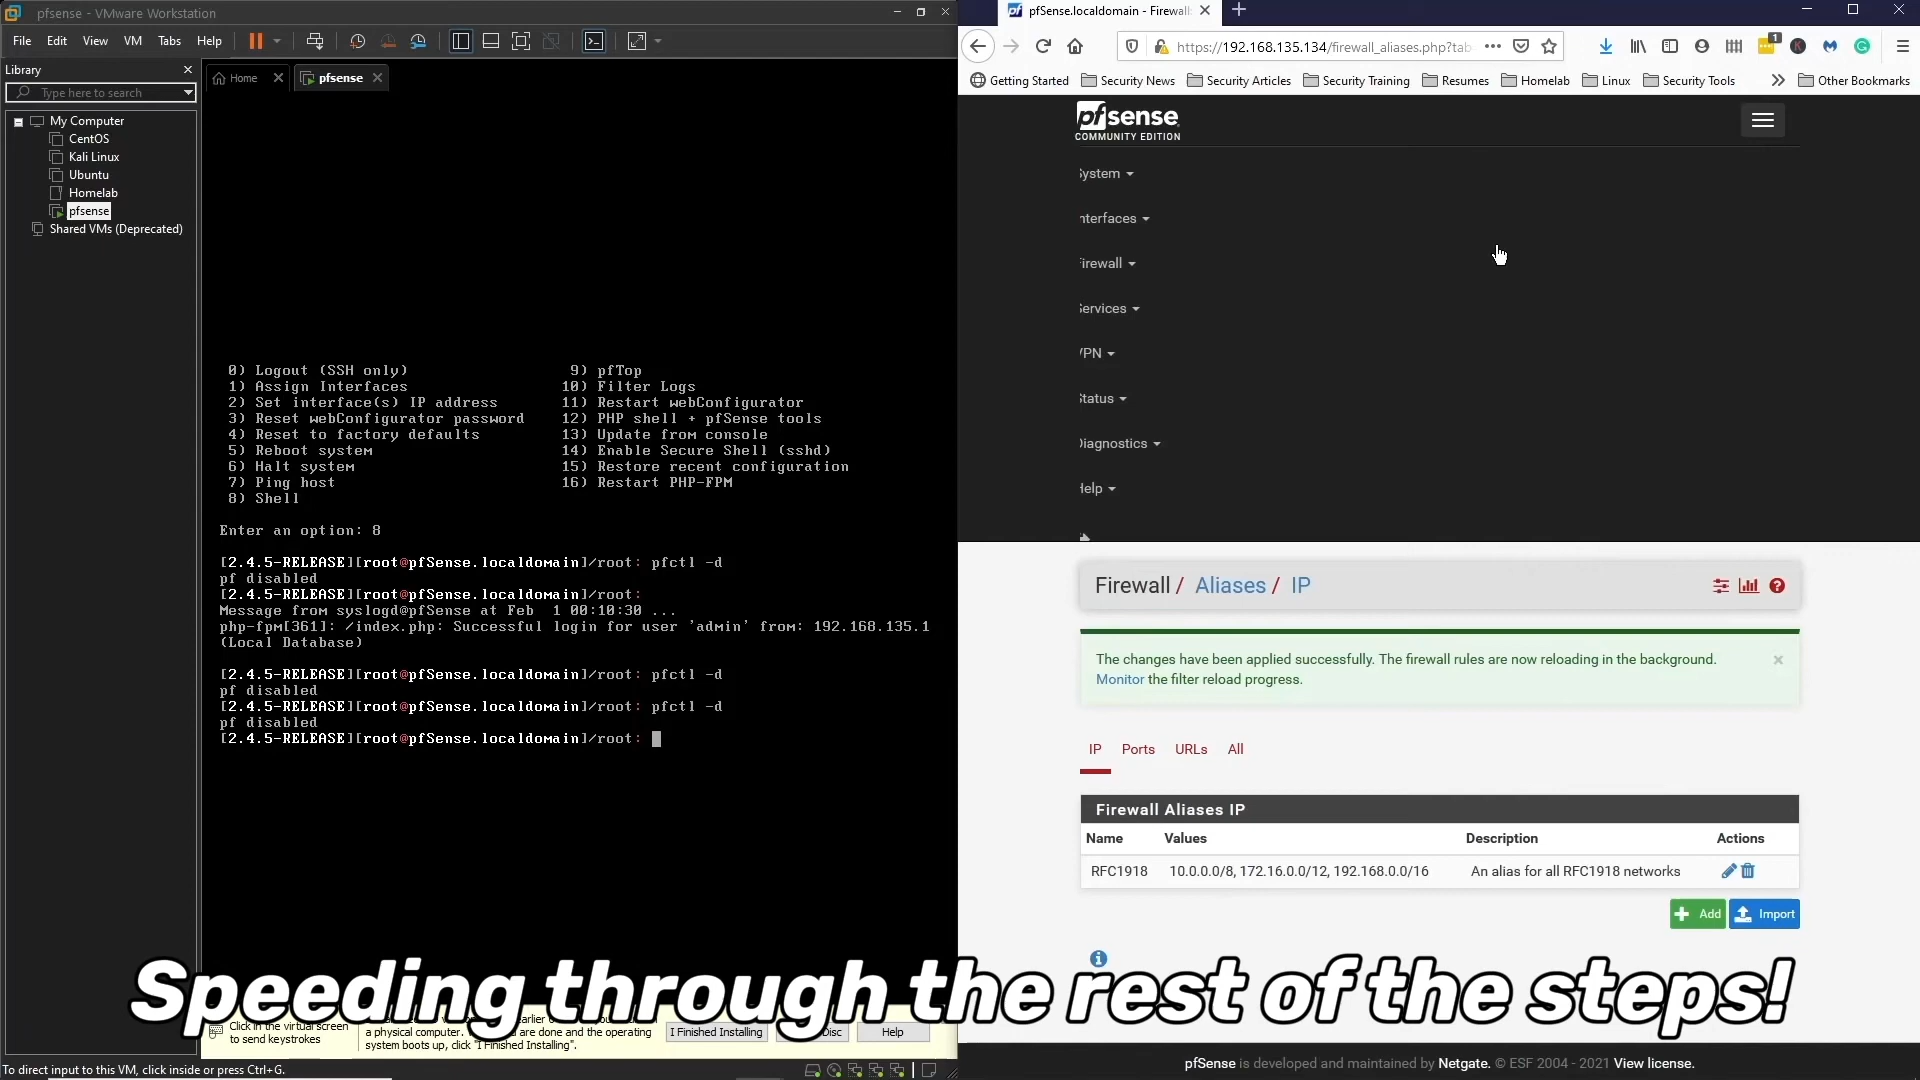 pfsense - VMware Workstation
File Edit View VM Tabs Help
Library
Type here to search
My Computer
CentOS
Kali Linux
Ubuntu
Homelab
pfsense
Shared VMs (Deprecated)
Home
pfsense
0) Logout (SSH only) 9) pfTop
1) Assign Interfaces 10) Filter Logs
2) Set interface(s) IP address 11) Restart webConfigurator
3) Reset webConfigurator password 12) PHP shell + pfSense tools
4) Reset to factory defaults 13) Update from console
5) Reboot system 14) Enable Secure Shell (sshd)
6) Halt system 15) Restore recent configuration
7) Ping host 16) Restart PHP-FPM
8) Shell
Enter an option: 8
[2.4.5-RELEASE][root@pfSense.localdomain]/root: pfctl -d
pf disabled
[2.4.5-RELEASE][root@pfSense.localdomain]/root:
Message from syslogd@pfSense at Feb 1 00:10:30 ...
php-fpm[361]: /index.php: Successful login for user 'admin' from: 192.168.135.1
(Local Database)
[2.4.5-RELEASE][root@pfSense.localdomain]/root: pfctl -d
pf disabled
[2.4.5-RELEASE][root@pfSense.localdomain]/root: pfctl -d
pf disabled
[2.4.5-RELEASE][root@pfSense.localdomain]/root:
Click in the virtual screen
to send keystrokes
a physical computer.
are done and the operating
system boots up, click "I Finished Installing".
I Finished Installing
Disc
Help
To direct input to this VM, click inside or press Ctrl+G.
pfSense.localdomain - Firewall:
https://192.168.135.134/firewall_aliases.php?tab
1
Getting Started Security News Security Articles Security Training Resumes Homelab Linux Security Tools Other Bookmarks
pfsense
COMMUNITY EDITION
System
nterfaces
irewall
Services
VPN
Status
Diagnostics
Help
Firewall / Aliases / IP
The changes have been applied successfully. The firewall rules are now reloading in the background.
Monitor the filter reload progress.
IP Ports URLs All
Firewall Aliases IP
Name Values Description Actions
RFC1918 10.0.0.0/8, 172.16.0.0/12, 192.168.0.0/16 An alias for all RFC1918 networks
Add Import
Speeding through the rest of the steps!
pfSense is developed and maintained by Netgate. © ESF 2004 - 2021 View license.